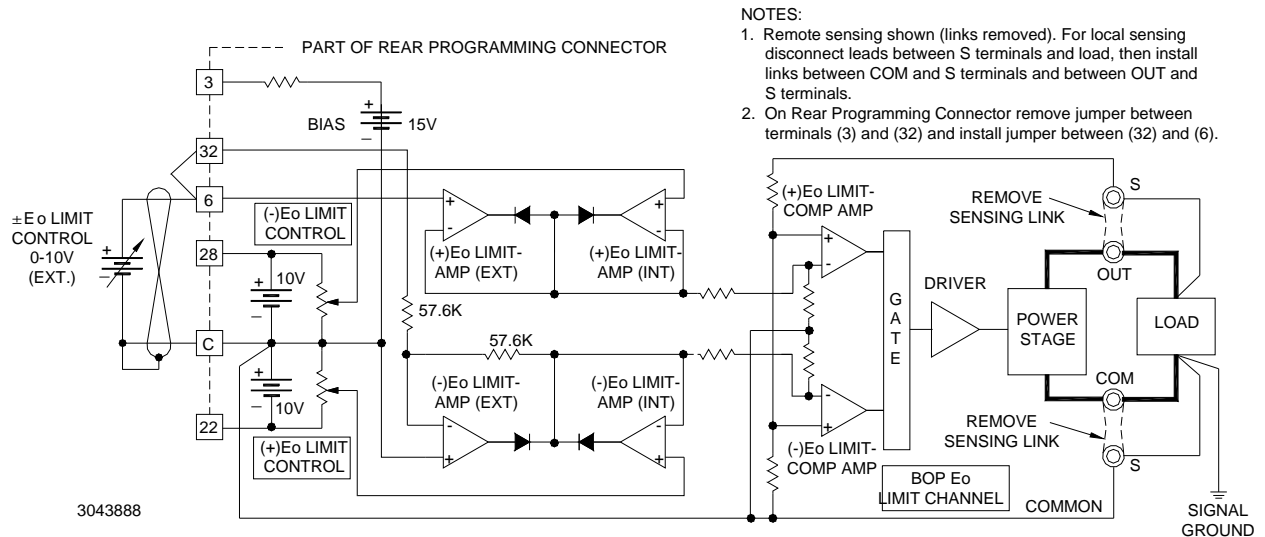 NOTES:
1. Remote sensing shown (links removed). For local sensing
disconnect leads between S terminals and load, then install
links between COM and S terminals and between OUT and
S terminals.
2. On Rear Programming Connector remove jumper between
terminals (3) and (32) and install jumper between (32) and (6).
PART OF REAR PROGRAMMING CONNECTOR
3
+
BIAS
15V
–
32
6
±Eo LIMIT
CONTROL
0-10V
(EXT.)
+
–
(-)Eo LIMIT
CONTROL
28
+
10V
–
C
+
10V
–
22
(+)Eo LIMIT
CONTROL
+
-
(+)Eo LIMIT-
AMP (EXT)
+
-
(+)Eo LIMIT-
AMP (INT)
57.6K
57.6K
(-)Eo LIMIT-
AMP (EXT)
-
+
(-)Eo LIMIT-
AMP (INT)
-
+
(+)Eo LIMIT-
COMP AMP
+
-
-
+
(-)Eo LIMIT-
COMP AMP
G
A
T
E
DRIVER
POWER
STAGE
LOAD
S
REMOVE
SENSING LINK
OUT
COM
REMOVE
SENSING LINK
S
BOP Eo
LIMIT CHANNEL
COMMON
SIGNAL
GROUND
3043888